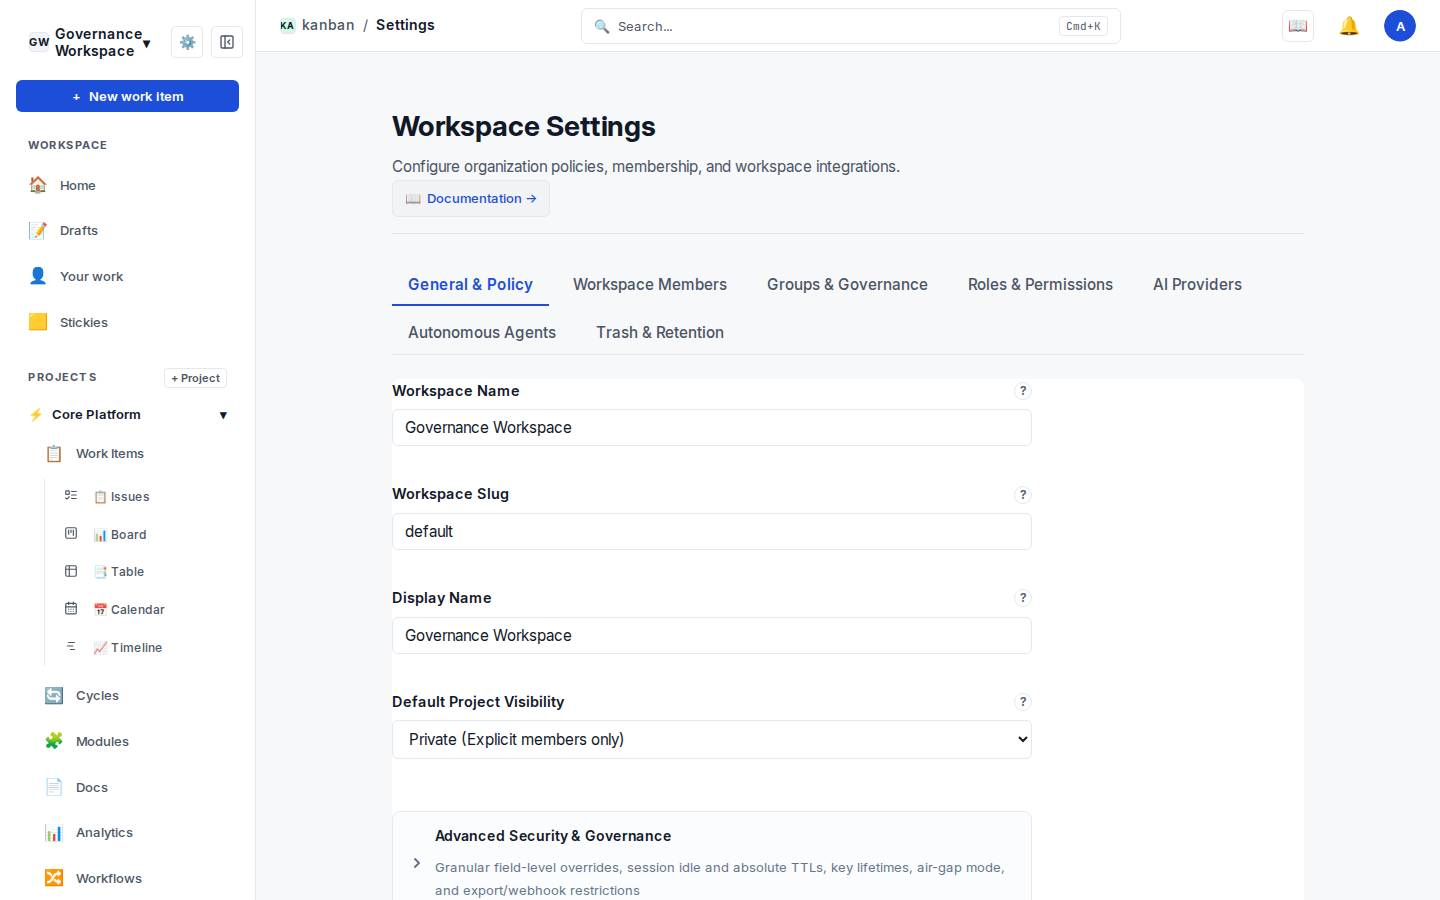 GW Governance Workspace ▾
+ New work item
WORKSPACE
Home
Drafts
Your work
Stickies
PROJECTS
+ Project
Core Platform ▾
Work Items
Issues
Board
Table
Calendar
Timeline
Cycles
Modules
Docs
Analytics
Workflows
KA kanban / Settings
Search...
Cmd+K
A
Workspace Settings
Configure organization policies, membership, and workspace integrations.
Documentation →
General & Policy Workspace Members Groups & Governance Roles & Permissions AI Providers
Autonomous Agents Trash & Retention
Workspace Name ?
Governance Workspace
Workspace Slug ?
default
Display Name ?
Governance Workspace
Default Project Visibility ?
Private (Explicit members only)
Advanced Security & Governance
Granular field-level overrides, session idle and absolute TTLs, key lifetimes, air-gap mode,
and export/webhook restrictions